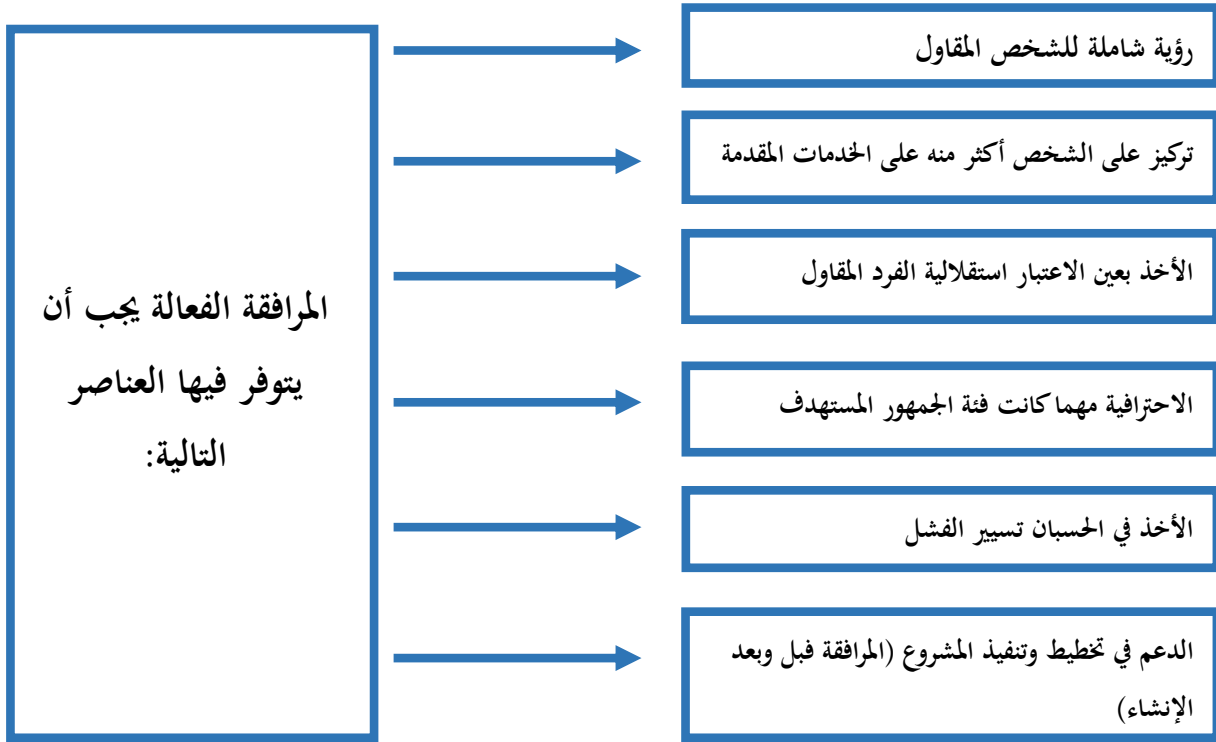 المرافقة الفعالة يجب أن
يتوفر فيها العناصر
التالية:
رؤية شاملة للشخص المقاول
تركيز على الشخص أكثر منه على الخدمات المقدمة
الأخذ بعين الاعتبار استقلالية الفرد المقاول
الاحترافية مهما كانت فئة الجمهور المستهدف
الأخذ في الحسبان تسيير الفشل
الدعم في تخطيط وتنفيذ المشروع (المرافقة فبل وبعد
الإنشاء)